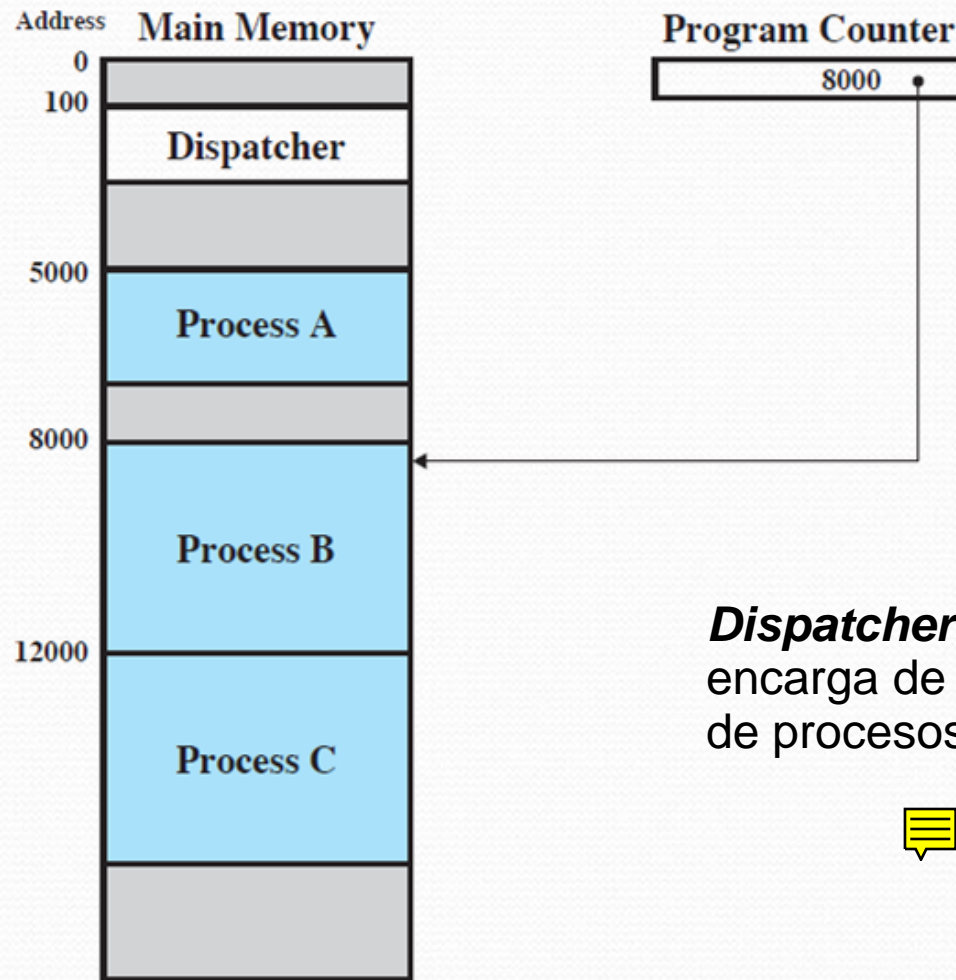 Address
Main Memory
Program Counter
0
8000
100
Dispatcher
5000
Process A
8000
Process B
12000
Dispatcher
encarga de
de procesos
Process C